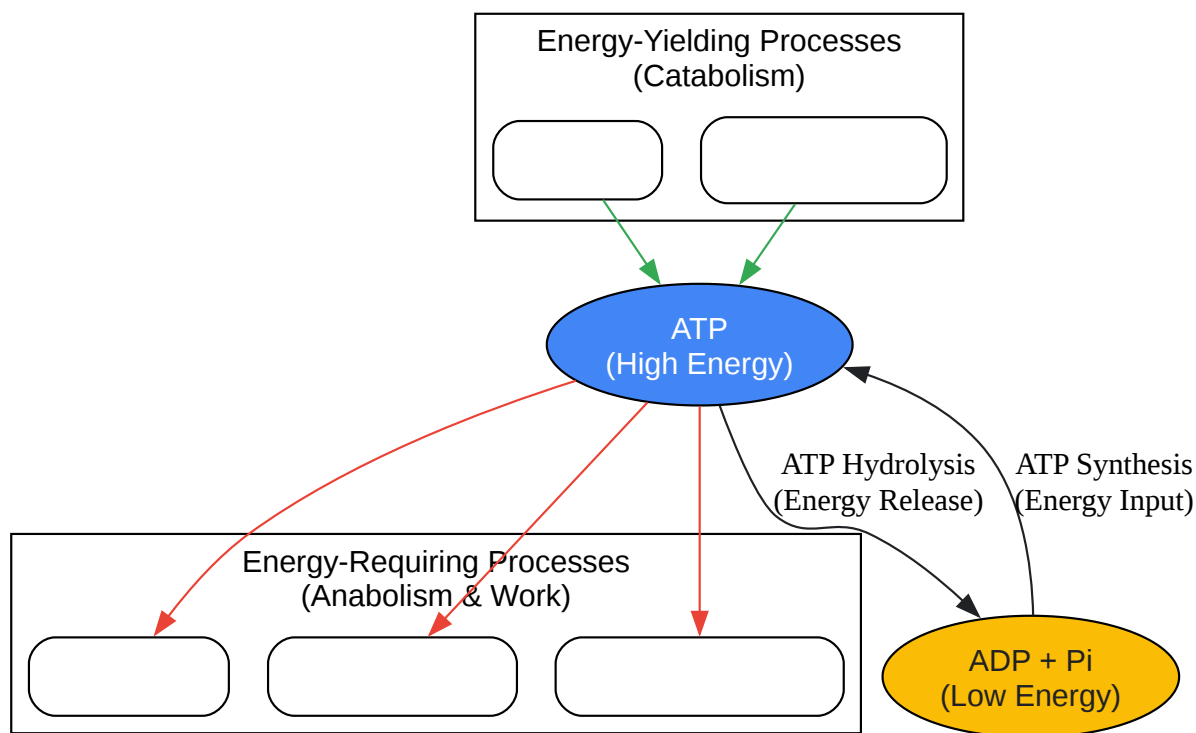 Energy-Yielding Processes
(Catabolism)
ATP
(High Energy)
ATP Hydrolysis
(Energy Release)
ATP Synthesis
(Energy Input)
Energy-Requiring Processes
(Anabolism & Work)
ADP + Pi
(Low Energy)